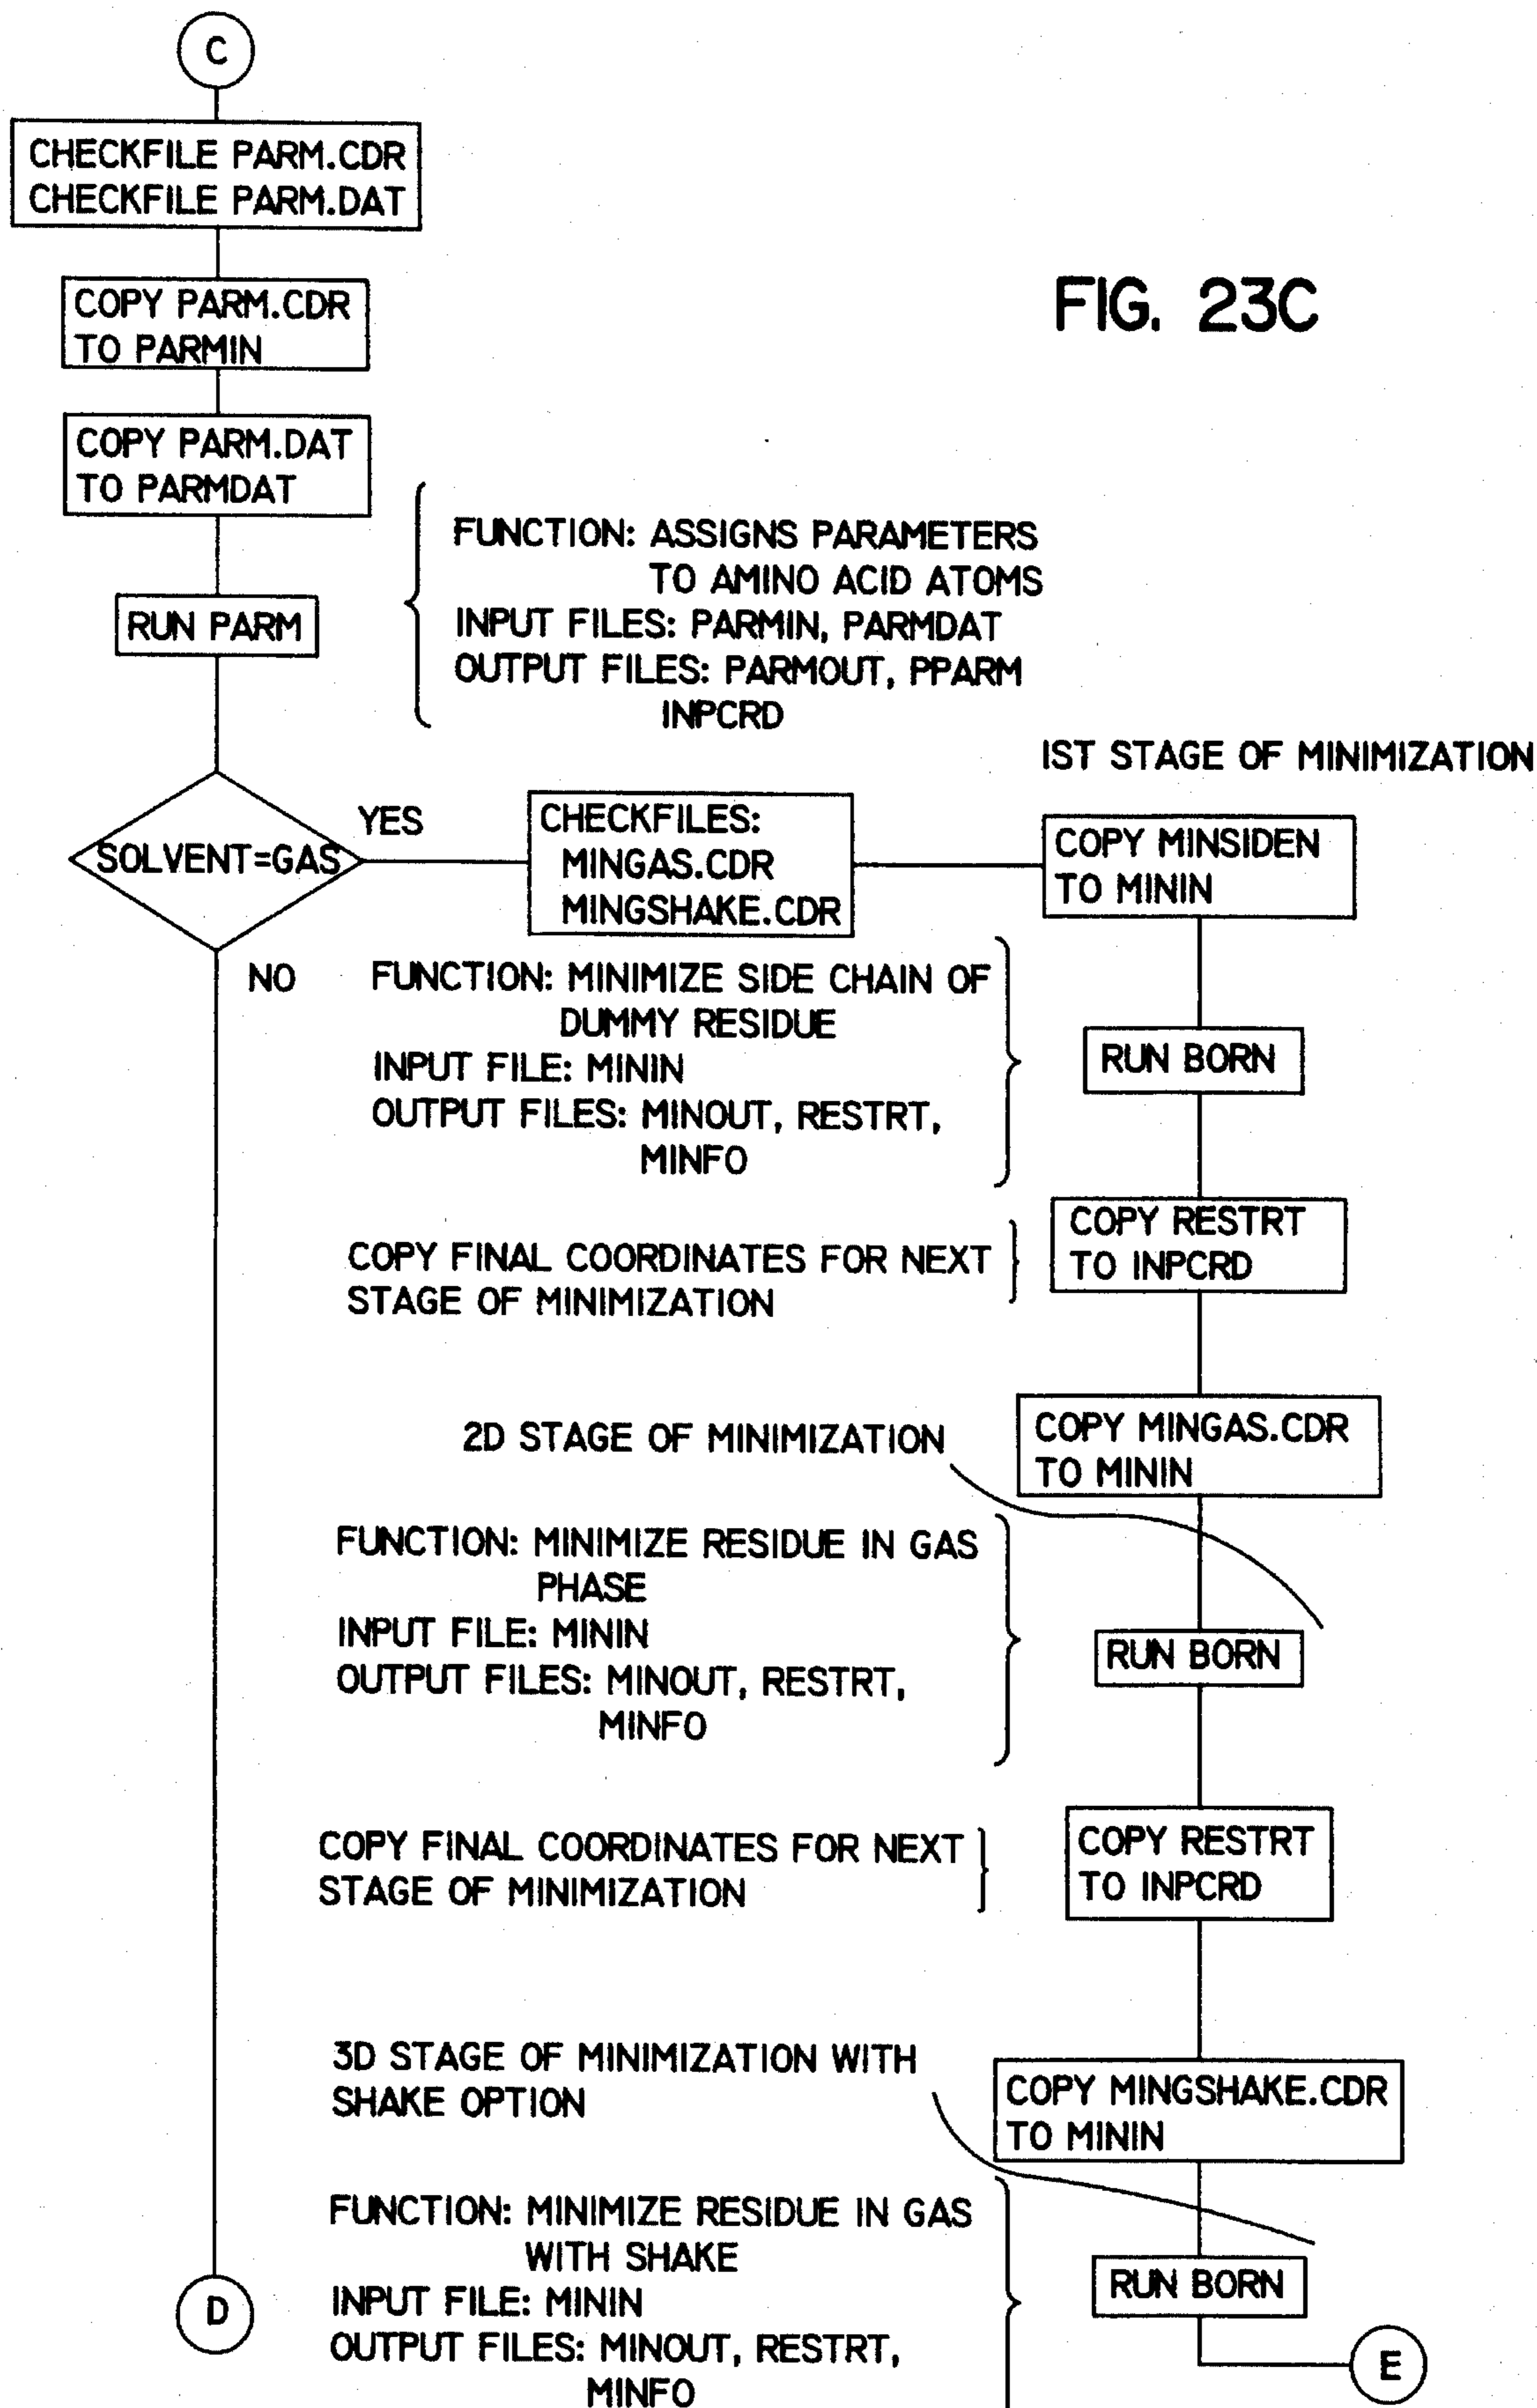 C
CHECKFILE PARM.CDR
CHECKFILE PARM.DAT
FIG. 23C
COPY PARM.CDR
TO PARMIN
COPY PARM.DAT
TO PARMDAT
RUN PARM
FUNCTION: ASSIGNS PARAMETERS
TO AMINO ACID ATOMS
INPUT FILES: PARMIN, PARMDAT
OUTPUT FILES: PARMOUT, PPARM
INPCRD
SOLVENT=GAS
YES
NO
CHECKFILES:
MINGAS.CDR
MINGSHAKE.CDR
1ST STAGE OF MINIMIZATION
COPY MINSIDEN
TO MININ
FUNCTION: MINIMIZE SIDE CHAIN OF
DUMMY RESIDUE
INPUT FILE: MININ
OUTPUT FILES: MINOUT, RESTRT,
MINFO
RUN BORN
COPY FINAL COORDINATES FOR NEXT
STAGE OF MINIMIZATION
COPY RESTRT
TO INPCRD
2D STAGE OF MINIMIZATION
COPY MINGAS.CDR
TO MININ
FUNCTION: MINIMIZE RESIDUE IN GAS
PHASE
INPUT FILE: MININ
OUTPUT FILES: MINOUT, RESTRT,
MINFO
RUN BORN
COPY FINAL COORDINATES FOR NEXT
STAGE OF MINIMIZATION
COPY RESTRT
TO INPCRD
3D STAGE OF MINIMIZATION WITH
SHAKE OPTION
COPY MINGSHAKE.CDR
TO MININ
FUNCTION: MINIMIZE RESIDUE IN GAS
WITH SHAKE
INPUT FILE: MININ
OUTPUT FILES: MINOUT, RESTRT,
MINFO
RUN BORN
D
E